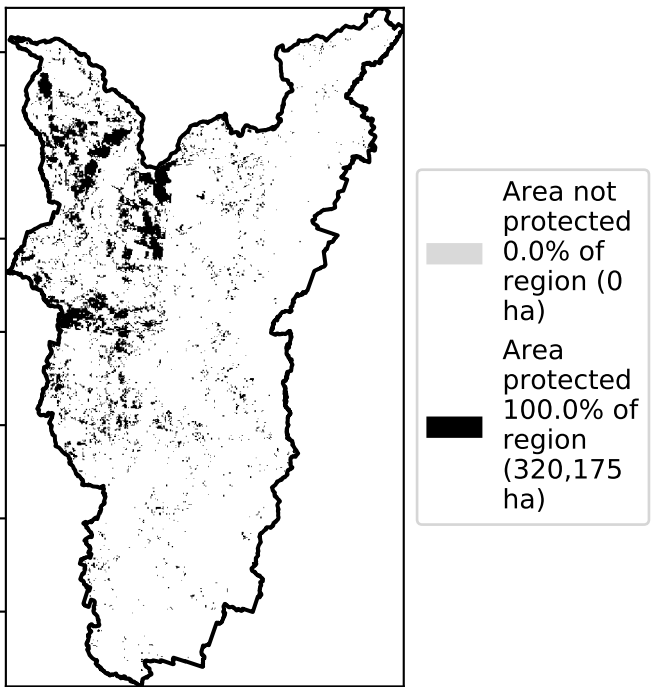 Area not
protected
0.0% of
region (0
ha)
Area
protected
100.0% of
region
(320,175
ha)